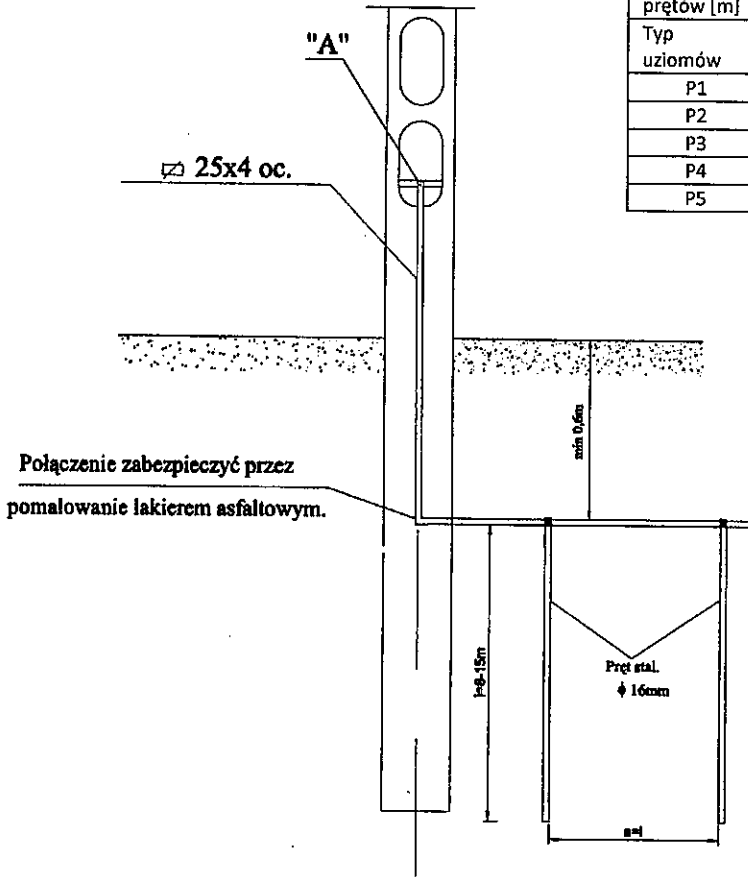 prętów [m]
Typ
uziomów
P1
P2
P3
P4
P5
"A"
25x4 oc.
min 0,6m
Połączenie zabezpieczyć przez
pomalowanie lakierem asfaltowym.
l=8-15m
Pręt stal.
ϕ 16mm
a=l